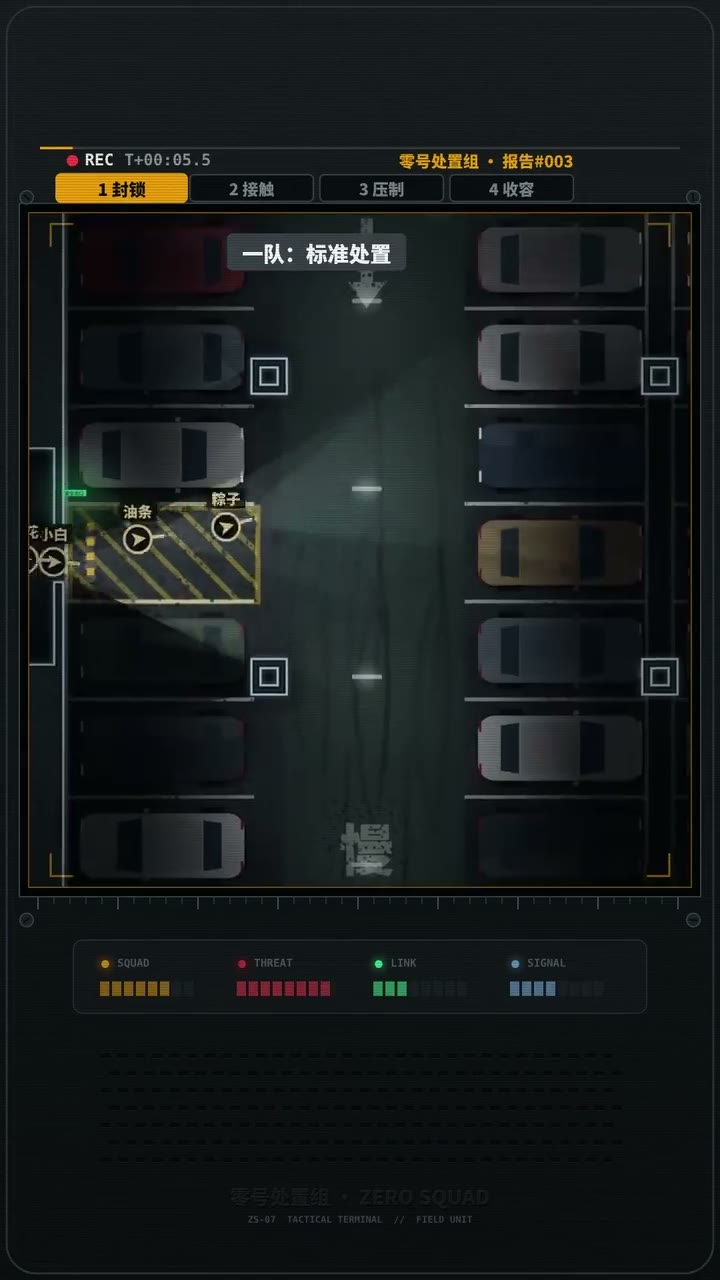 REC T+00:05.5
零号处置组 · 报告#003
1 封锁
2 接触
3 压制
4 收容
一队：标准处置
粽子
油条
花小白
SQUAD
THREAT
LINK
SIGNAL
零号处置组 · ZERO SQUAD
ZS-07 TACTICAL TERMINAL // FIELD UNIT